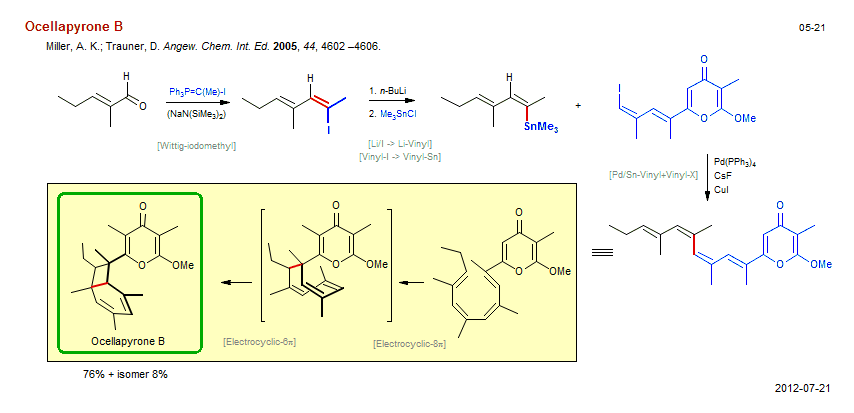 Ocellapyrone B
05-21
Miller, A. K.; Trauner, D. Angew. Chem. Int. Ed. 2005, 44, 4602 –4606.
H
O
Ph3P=C(Me)-I
(NaN(SiMe3)2)
[Wittig-iodomethyl]
H
I
1. n-BuLi
2. Me3SnCl
[Li/I -> Li-Vinyl]
[Vinyl-I -> Vinyl-Sn]
H
SnMe3
+
I
O
O
OMe
[Pd/Sn-Vinyl+Vinyl-X]
Pd(PPh3)4
CsF
CuI
O
O
OMe
O
O
OMe
[Electrocyclic-8π]
O
O
OMe
[Electrocyclic-6π]
O
O
OMe
Ocellapyrone B
76% + isomer 8%
2012-07-21